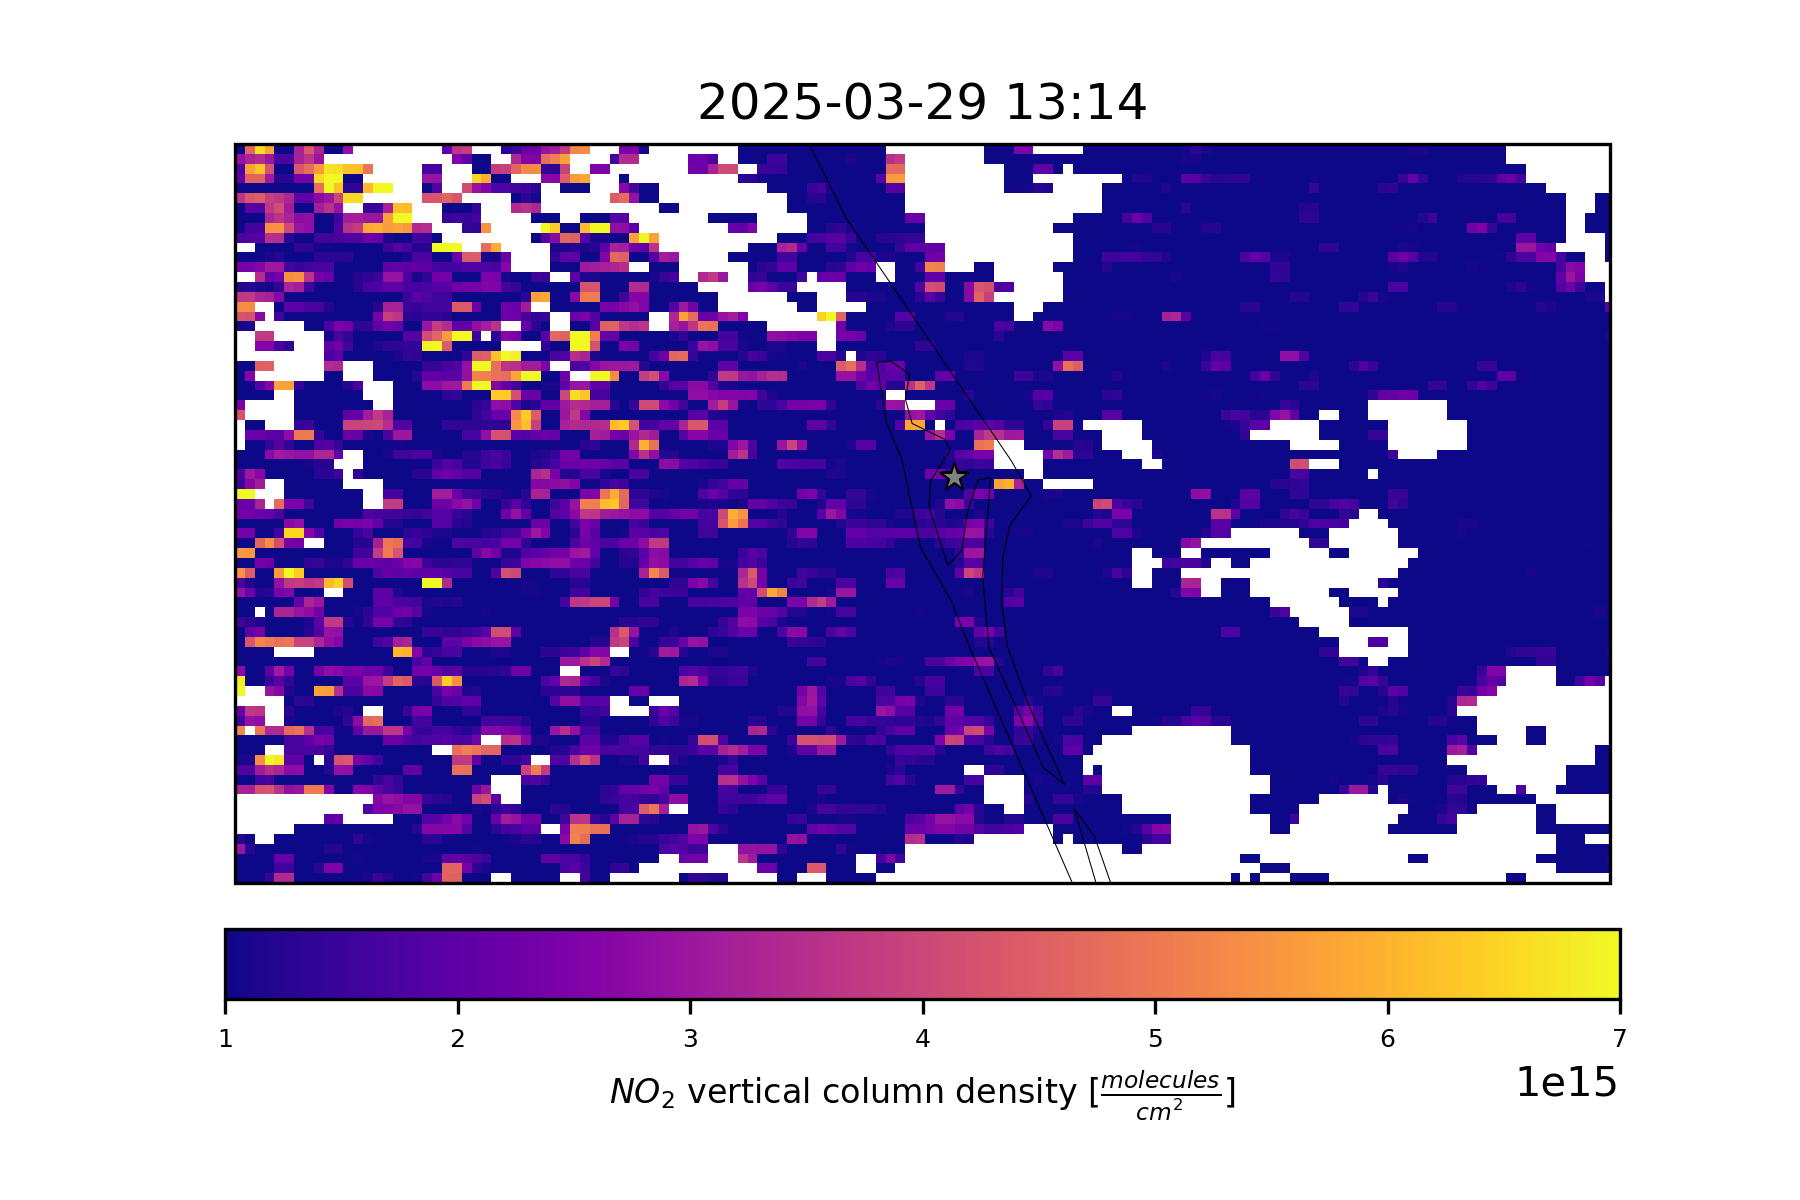 2025-03-29 13:14
1 2 3 4 5 6 7
1e15
NO2 vertical column density [molecules/cm2]